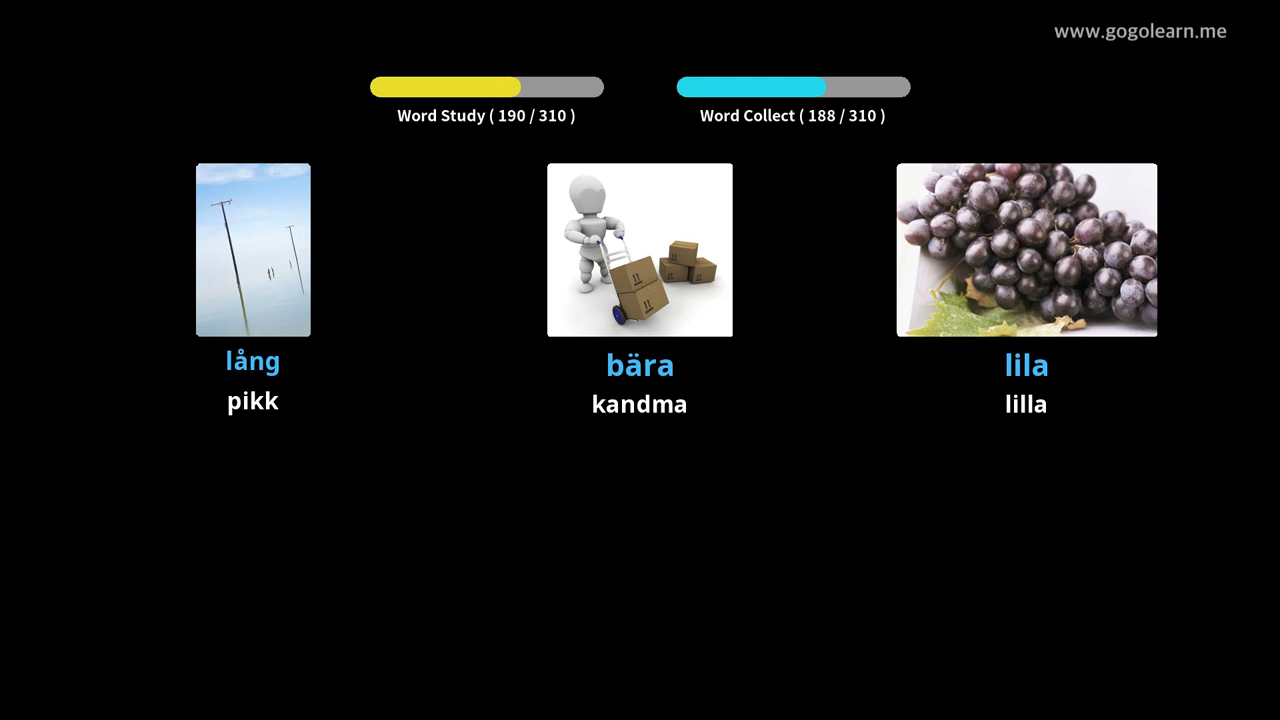 www.gogolearn.me
Word Study ( 190 / 310 )
Word Collect ( 188 / 310 )
lång
pikk
bära
kandma
lila
lilla